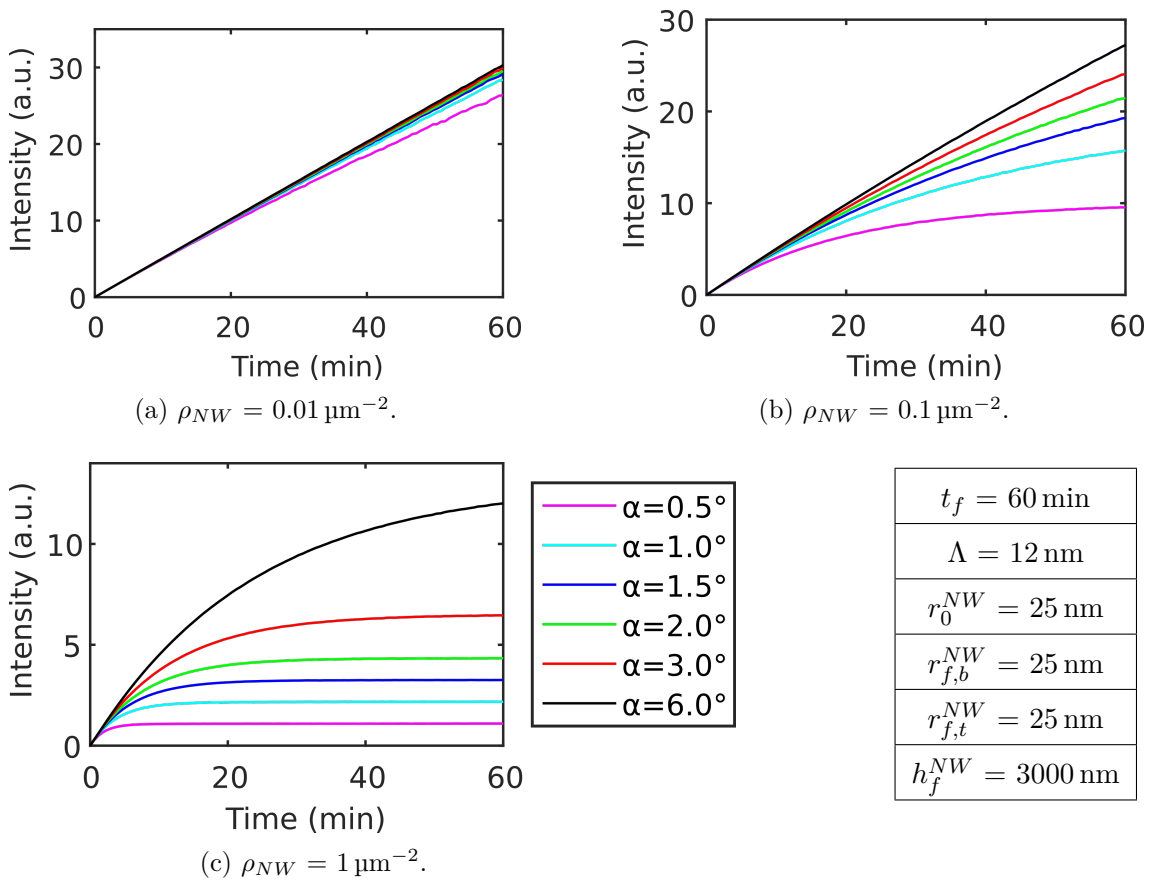 Intensity (a.u.)
30
20
10
0
0 20 40 60
Time (min)
(a) ρ_NW = 0.01 µm⁻².
Intensity (a.u.)
30
20
10
0
0 20 40 60
Time (min)
(b) ρ_NW = 0.1 µm⁻².
Intensity (a.u.)
10
5
0
0 20 40 60
Time (min)
(c) ρ_NW = 1 µm⁻².
α=0.5°
α=1.0°
α=1.5°
α=2.0°
α=3.0°
α=6.0°
t_f = 60 min
Λ = 12 nm
r_0^NW = 25 nm
r_{f,b}^NW = 25 nm
r_{f,t}^NW = 25 nm
h_f^NW = 3000 nm